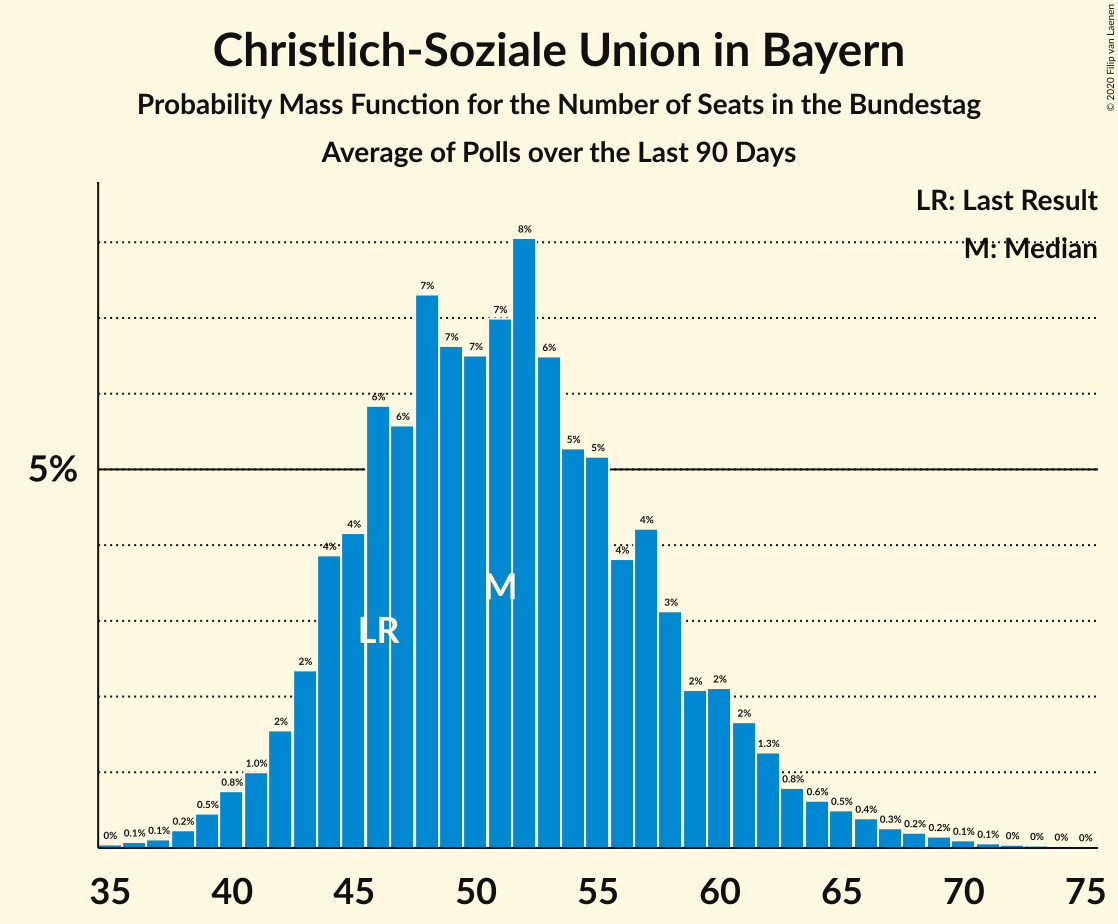 © 2020 Filip van Laenen
Christlich-Soziale Union in Bayern
Probability Mass Function for the Number of Seats in the Bundestag
Average of Polls over the Last 90 Days
LR: Last Result
M: Median
5%
0% 0.1% 0.1% 0.2% 0.5% 0.8% 1.0% 2% 2% 4% 4% 6% 6% 7% 7% 7% 7% 8% 6% 5% 5% 4% 4% 3% 2% 2% 2% 1.3% 0.8% 0.6% 0.5% 0.4% 0.3% 0.2% 0.2% 0.1% 0.1% 0% 0% 0% 0%
M
LR
35 40 45 50 55 60 65 70 75